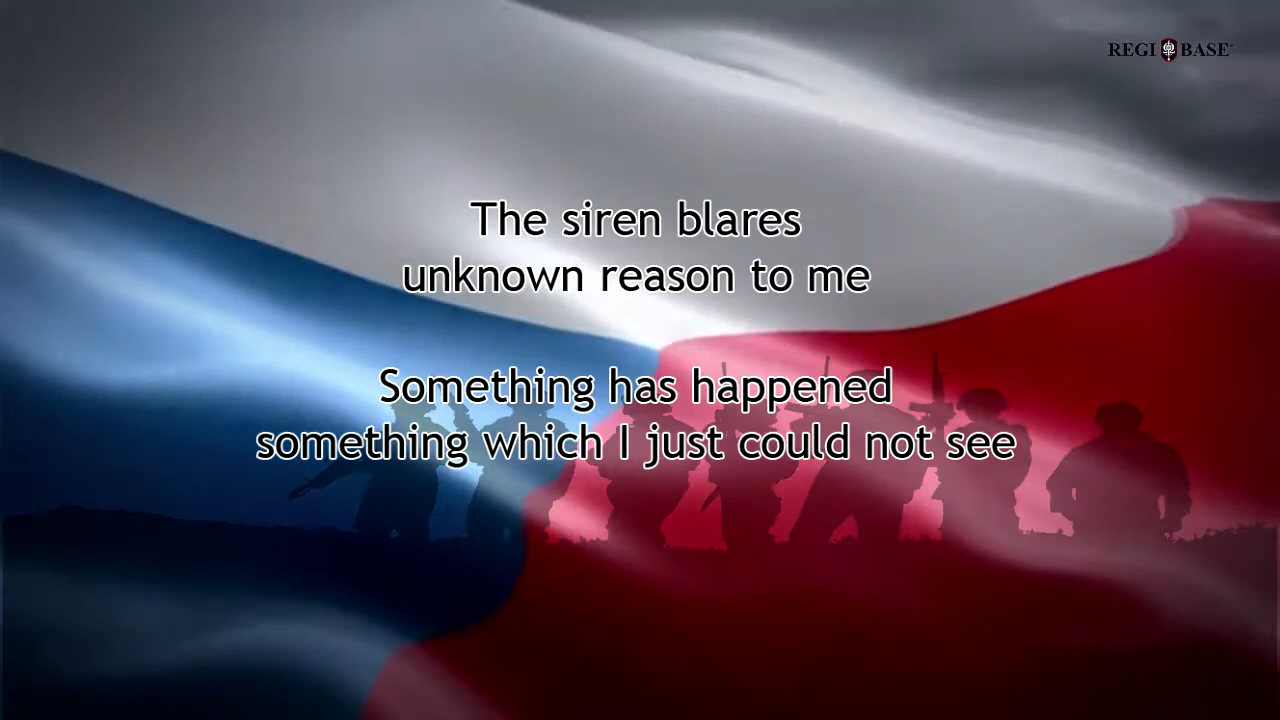 REGI BASE
The siren blares
unknown reason to me
Something has happened
something which I just could not see